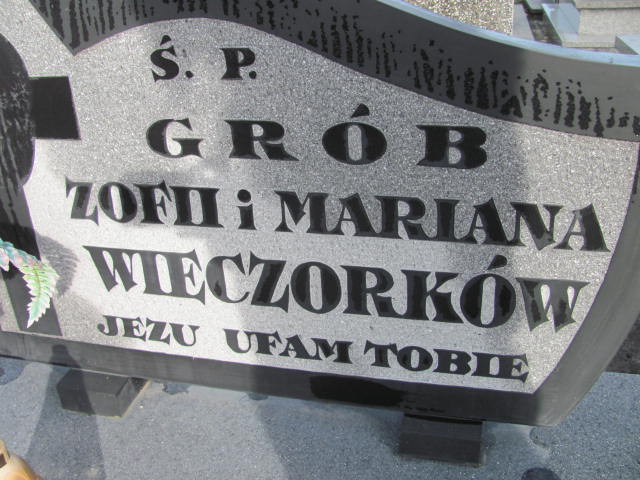 Ś. P.
GRÓB
ZOFII i MARIANA
WIECZORKÓW
JEZU UFAM TOBIE